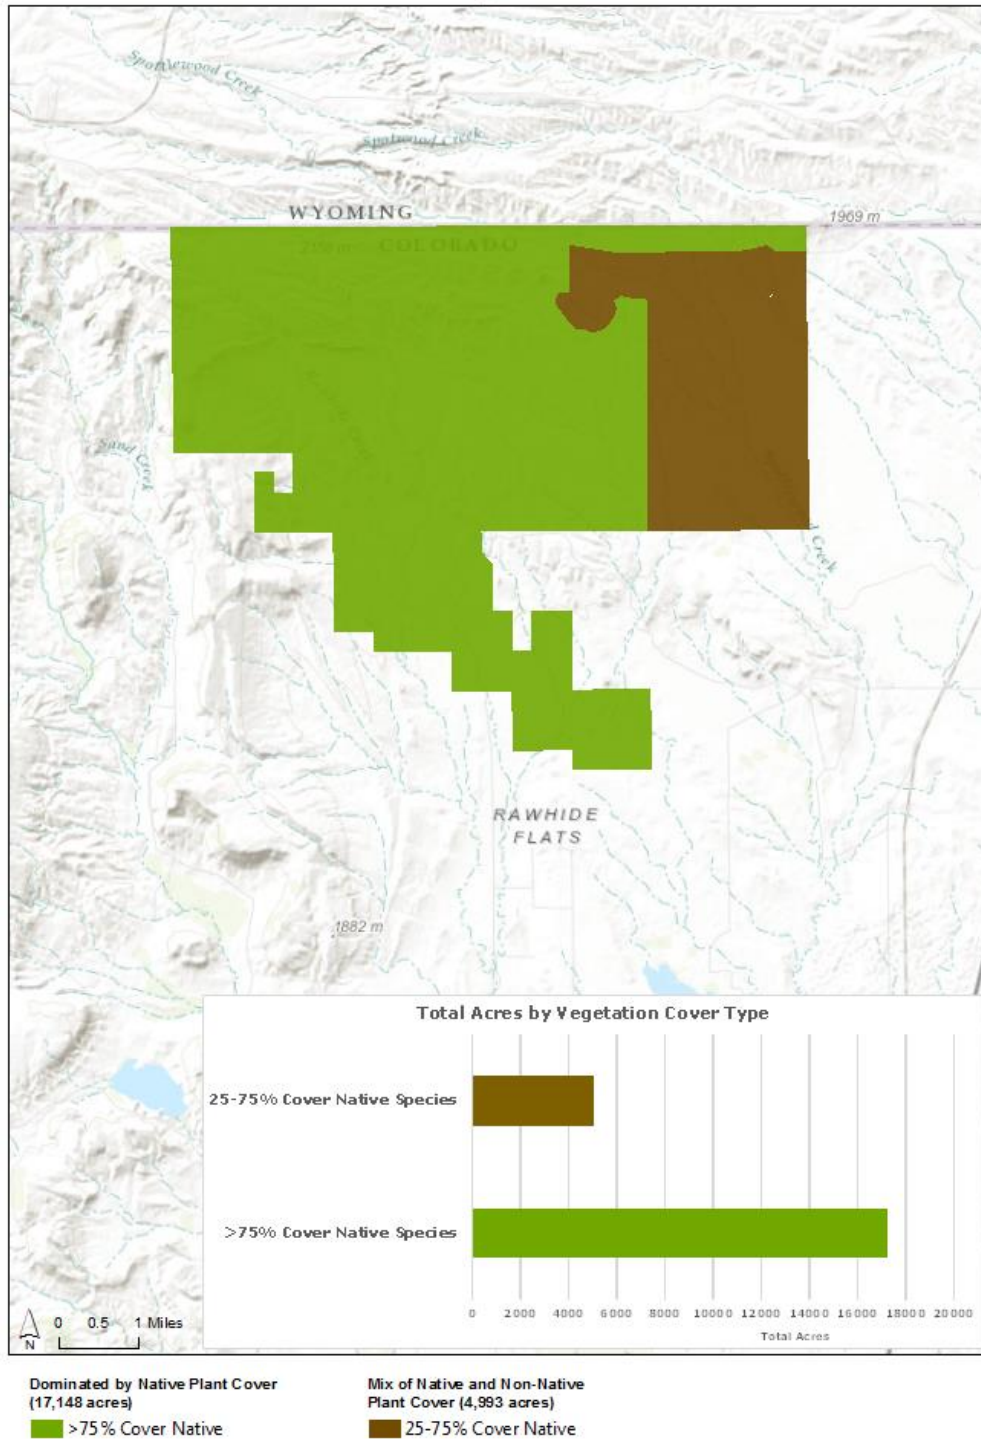 Spottlewood Creek
Spottwood Creek
WYOMING
1969 m
COLORADO
Sand Creek
Creek
RAWHIDE
FLATS
1882 m
Total Acres by Vegetation Cover Type
25-75% Cover Native Species
>75% Cover Native Species
0 2000 4000 6000 8000 10000 12000 14000 16000 18000 20000
Total Acres
N
0 0.5 1 Miles
Dominated by Native Plant Cover
(17,148 acres)
>75% Cover Native
Mix of Native and Non-Native
Plant Cover (4,993 acres)
25-75% Cover Native